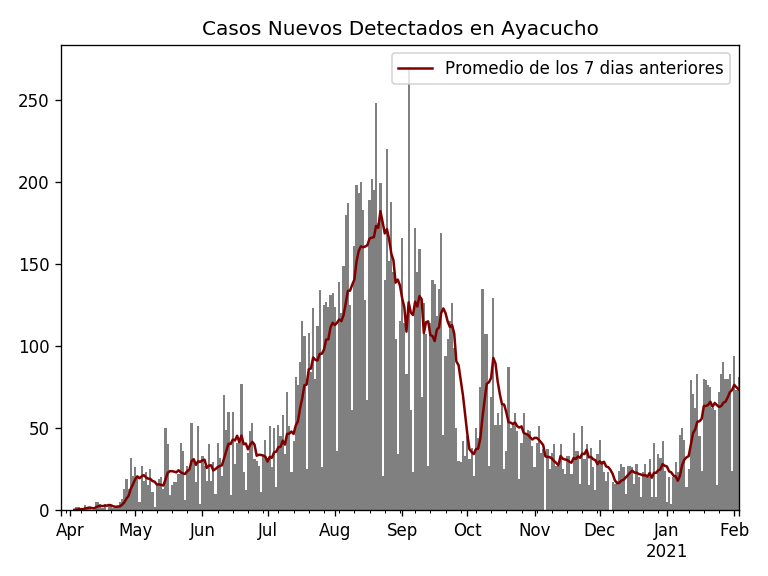 Casos Nuevos Detectados en Ayacucho
Promedio de los 7 dias anteriores
250
200
150
100
50
0
Apr May Jun Jul Aug Sep Oct Nov Dec Jan Feb
2021